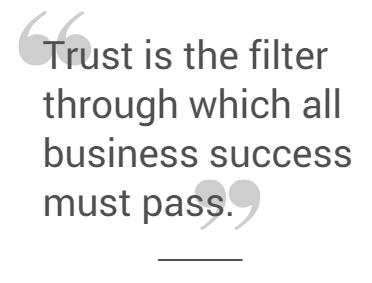 “Trust is the filter
through which all
business success
must pass.”